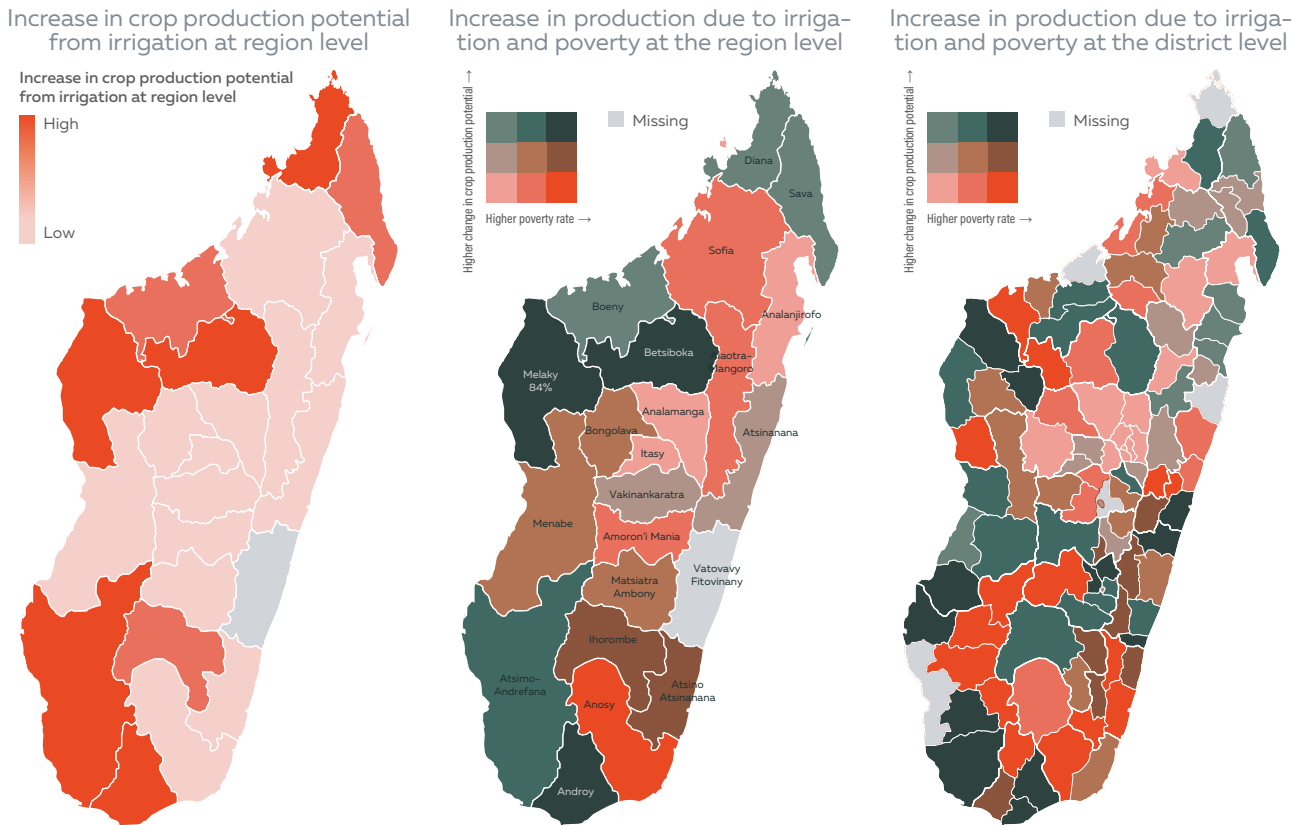 Increase in crop production potential
from irrigation at region level
Increase in crop production potential
from irrigation at region level
High
Low
Increase in production due to irriga-
tion and poverty at the region level
Higher change in crop production potential →
Missing
Higher poverty rate →
Diana
Sava
Sofia
Boeny
Analanjirofo
Betsiboka
Alaotra-
Mangoro
Melaky
84%
Analamanga
Bongolava
Atsinanana
Itasy
Vakinankaratra
Menabe
Amoron'i Mania
Vatovavy
Fitovinany
Matsiatra
Ambony
Ihorombe
Atsimo-
Andrefana
Atsino
Atsinanana
Anosy
Androy
Increase in production due to irriga-
tion and poverty at the district level
Higher change in crop production potential →
Missing
Higher poverty rate →